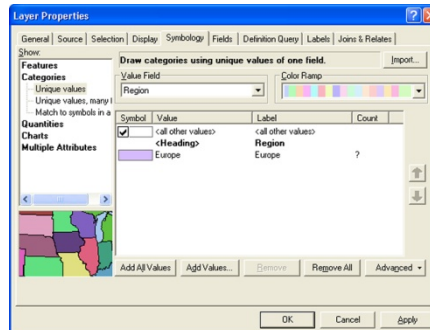 Layer Properties
General Source Selection Display Symbology Fields Definition Query Labels Joins & Relates
Show:
Features
Categories
Unique values
Unique values, many
Match to symbols in a
Quantities
Charts
Multiple Attributes
Draw categories using unique values of one field.
Import...
Value Field
Region
Color Ramp
Symbol Value Label Count
<all other values> <all other values>
<Heading> Region
Europe Europe ?
Add All Values Add Values... Remove Remove All Advanced
OK Cancel Apply